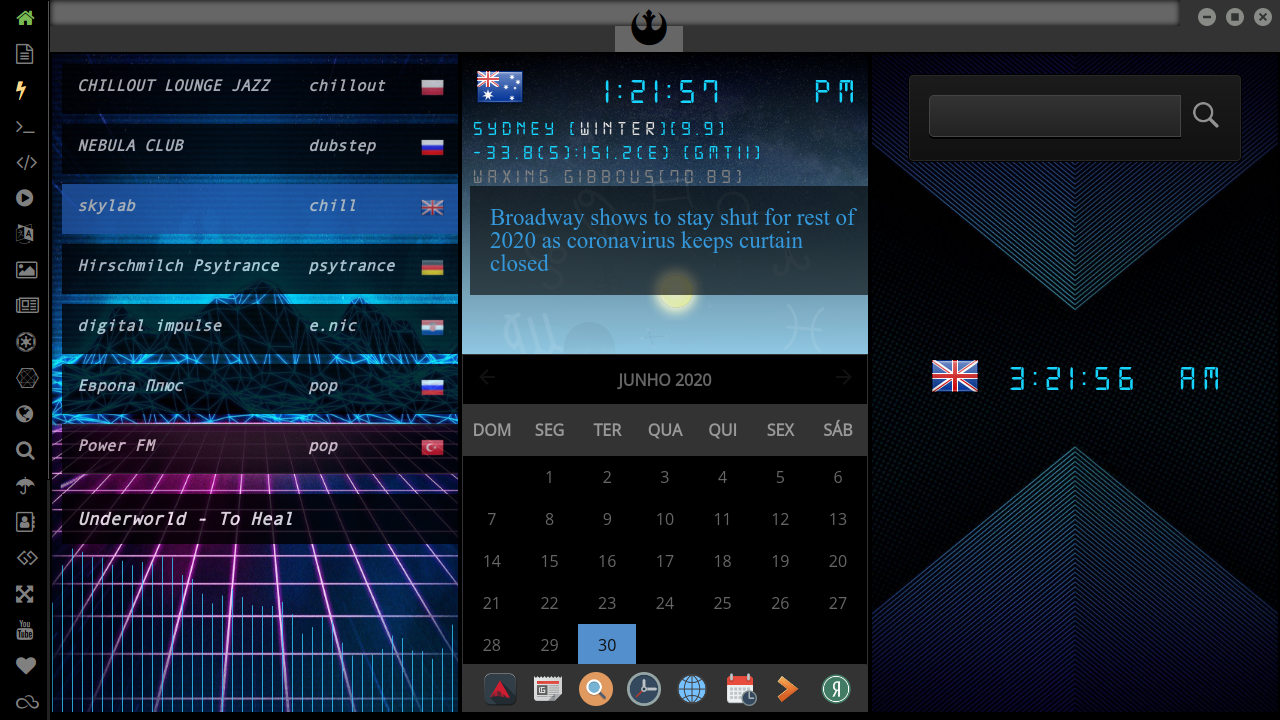 CHILLOUT LOUNGE JAZZ chillout
NEBULA CLUB dubstep
skylab chill
Hirschmilch Psytrance psytrance
digital impulse e.nic
Европа Плюс pop
Power FM pop
Underworld - To Heal
1:21:57 PM
SYDNEY [WINTER][9.9]
-33.8(S):151.2(E) [GMT11]
WAXING GIBBOUS[70.89]
Broadway shows to stay shut for rest of
2020 as coronavirus keeps curtain
closed
JUNHO 2020
DOM SEG TER QUA QUI SEX SÁB
1 2 3 4 5 6
7 8 9 10 11 12 13
14 15 16 17 18 19 20
21 22 23 24 25 26 27
28 29 30
3:21:56 AM
You
Tube